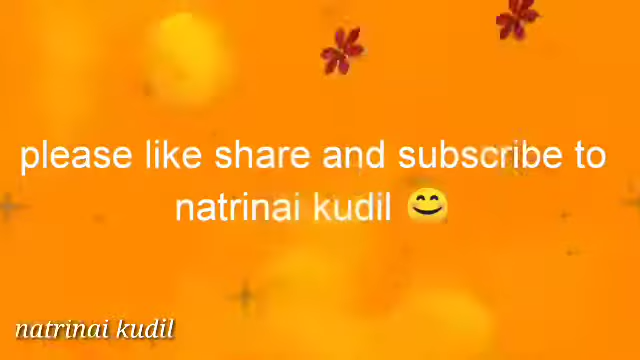 please like share and subscribe to
natrinai kudil 😊
natrinai kudil